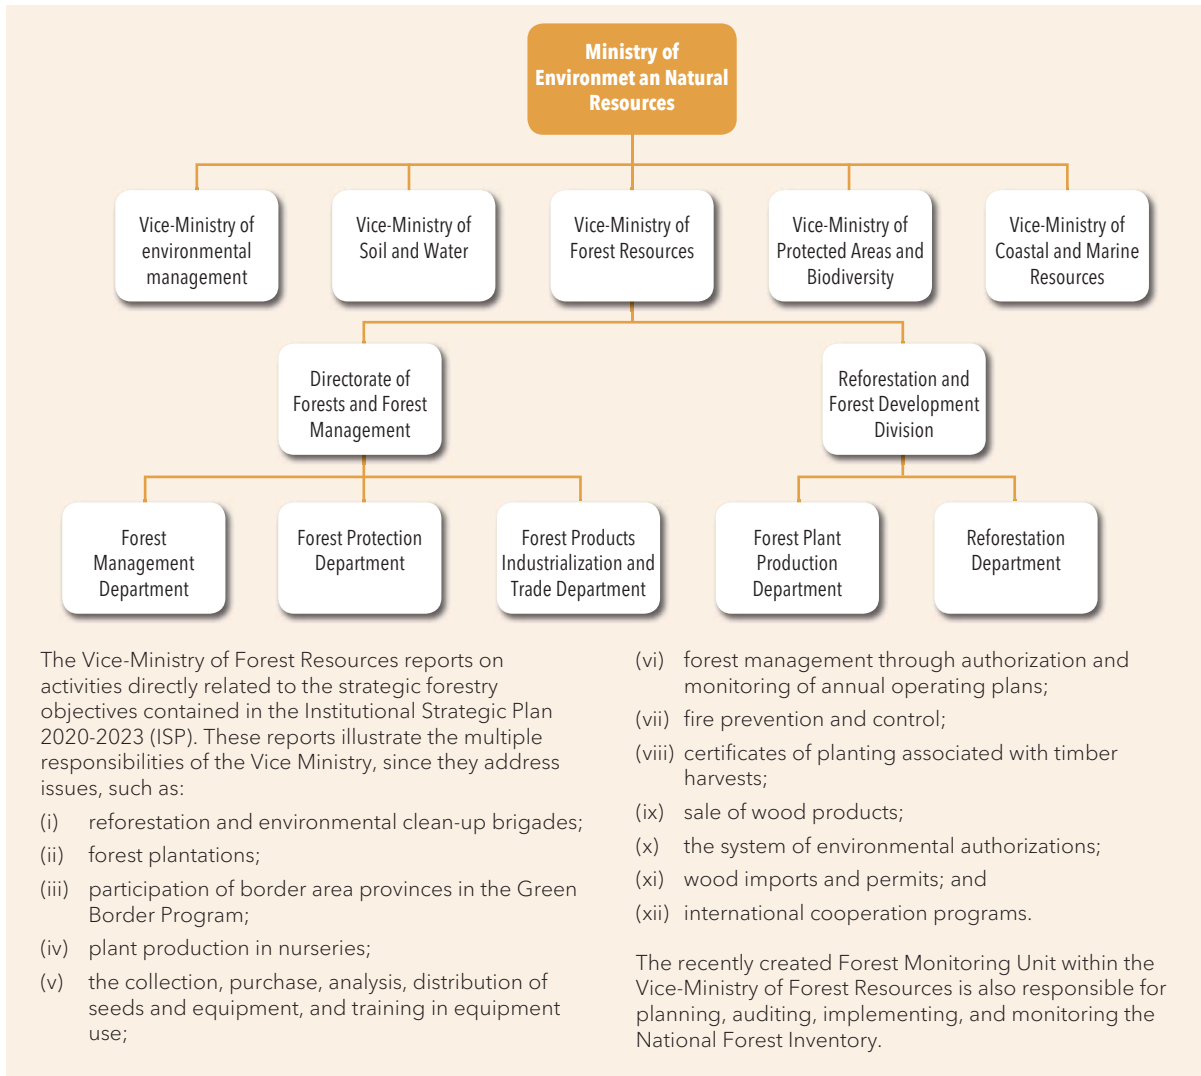 Ministry of
Environmet an Natural
Resources
Vice-Ministry of
environmental
management
Vice-Ministry of
Soil and Water
Vice-Ministry of
Forest Resources
Vice-Ministry of
Protected Areas and
Biodiversity
Vice-Ministry of
Coastal and Marine
Resources
Directorate of
Forests and Forest
Management
Reforestation and
Forest Development
Division
Forest
Management
Department
Forest Protection
Department
Forest Products
Industrialization and
Trade Department
Forest Plant
Production
Department
Reforestation
Department
The Vice-Ministry of Forest Resources reports on
activities directly related to the strategic forestry
objectives contained in the Institutional Strategic Plan
2020-2023 (ISP). These reports illustrate the multiple
responsibilities of the Vice Ministry, since they address
issues, such as:
(i) reforestation and environmental clean-up brigades;
(ii) forest plantations;
(iii) participation of border area provinces in the Green
Border Program;
(iv) plant production in nurseries;
(v) the collection, purchase, analysis, distribution of
seeds and equipment, and training in equipment
use;
(vi) forest management through authorization and
monitoring of annual operating plans;
(vii) fire prevention and control;
(viii) certificates of planting associated with timber
harvests;
(ix) sale of wood products;
(x) the system of environmental authorizations;
(xi) wood imports and permits; and
(xii) international cooperation programs.
The recently created Forest Monitoring Unit within the
Vice-Ministry of Forest Resources is also responsible for
planning, auditing, implementing, and monitoring the
National Forest Inventory.